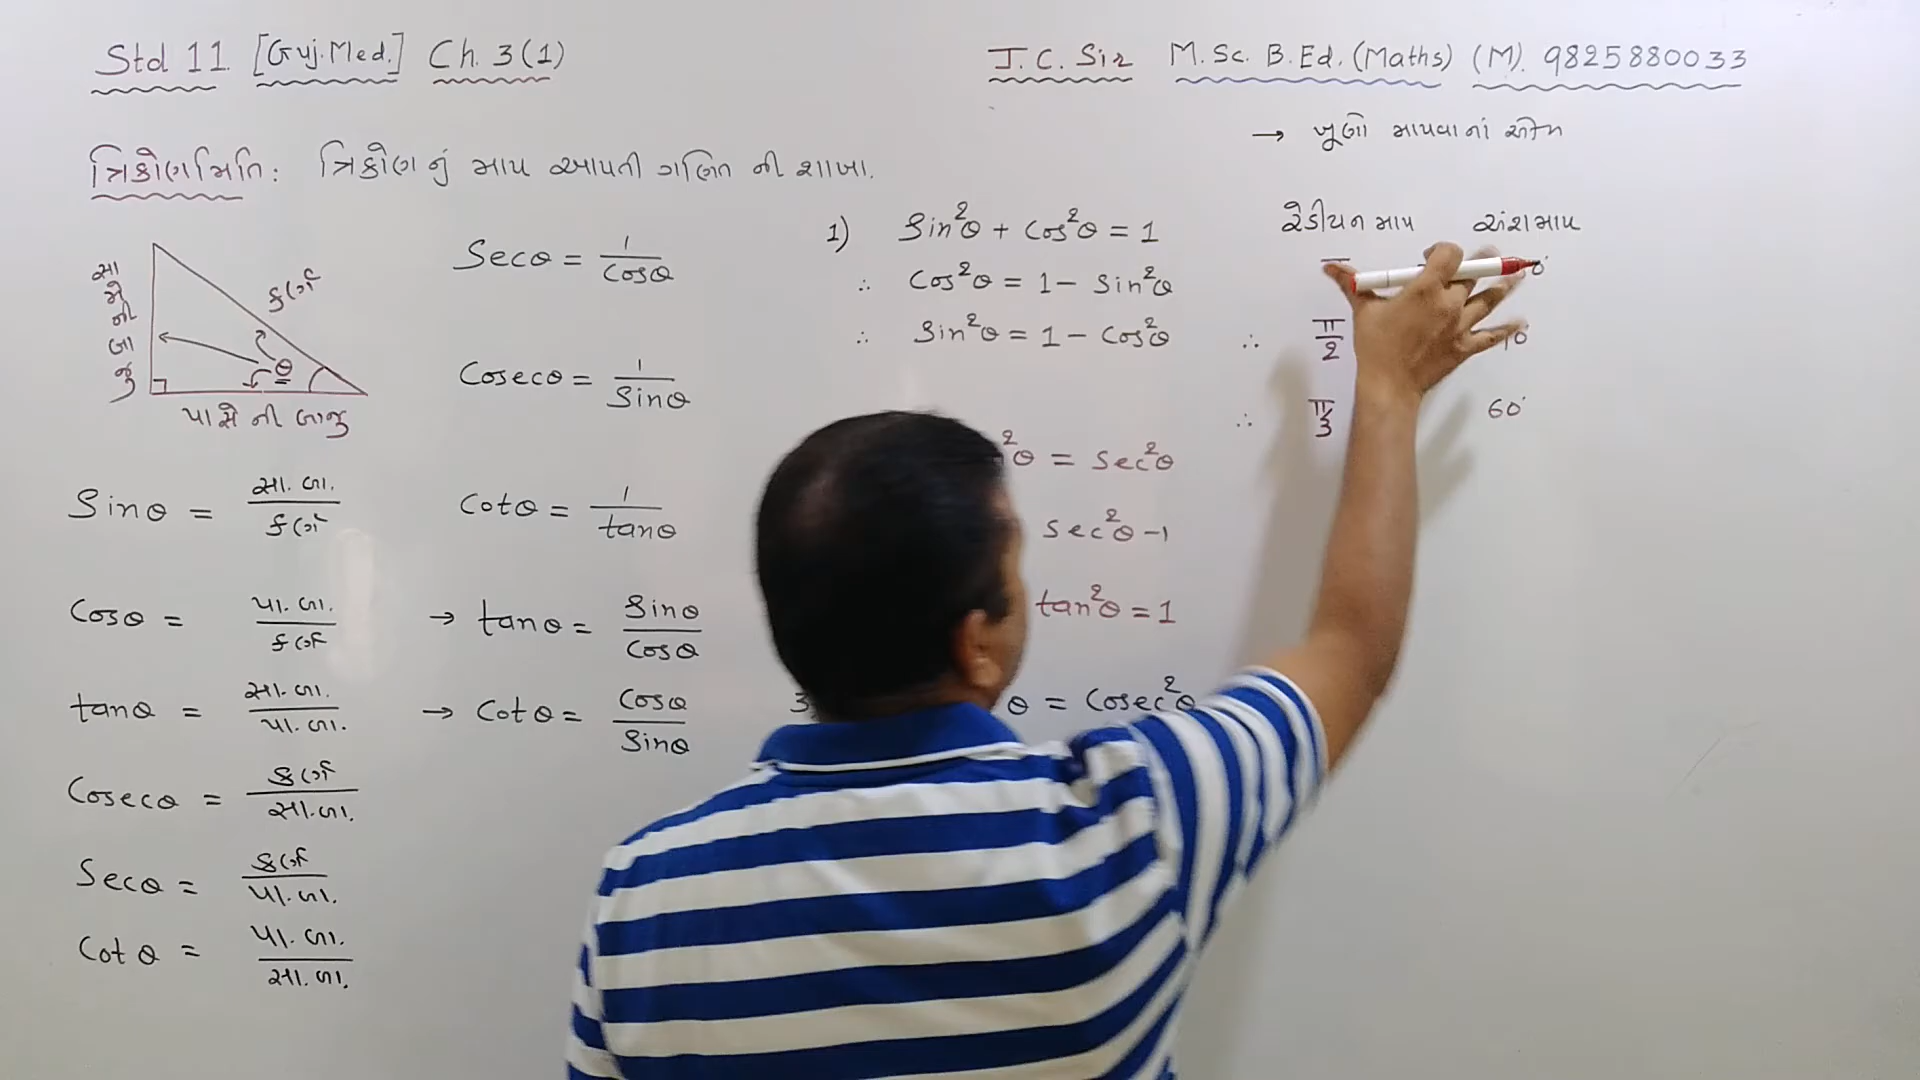 Std 11 [Guj. Med.] Ch. 3(1)
J.C. Sir M.Sc. B.Ed. (Maths) (M). 9825880033
ત્રિકોણમિતિ: ત્રિકોણનું માપ આપતી ગણિત ની શાખા.
સામેની બાજુ
કર્ણ
θ
પાસેની બાજુ
Sinθ = સા. બા. / કર્ણ
Cosθ = પા. બા. / કર્ણ
tanθ = સા. બા. / પા. બા.
Cosecθ = કર્ણ / સા. બા.
Secθ = કર્ણ / પા. બા.
Cotθ = પા. બા. / સા. બા.
Secθ = 1 / Cosθ
Cosecθ = 1 / Sinθ
Cotθ = 1 / tanθ
→ tanθ = Sinθ / Cosθ
→ Cotθ = Cosθ / Sinθ
1) Sin²θ + Cos²θ = 1
∴ Cos²θ = 1 - Sin²θ
∴ Sin²θ = 1 - Cos²θ
²θ = Sec²θ
Sec²θ - 1
tan²θ = 1
3 θ = Cosec²θ
→ ખૂણો માપવાનાં એકમ
રેડીયન માપ અંશ માપ
∴ π/2
∴ π/3 60°